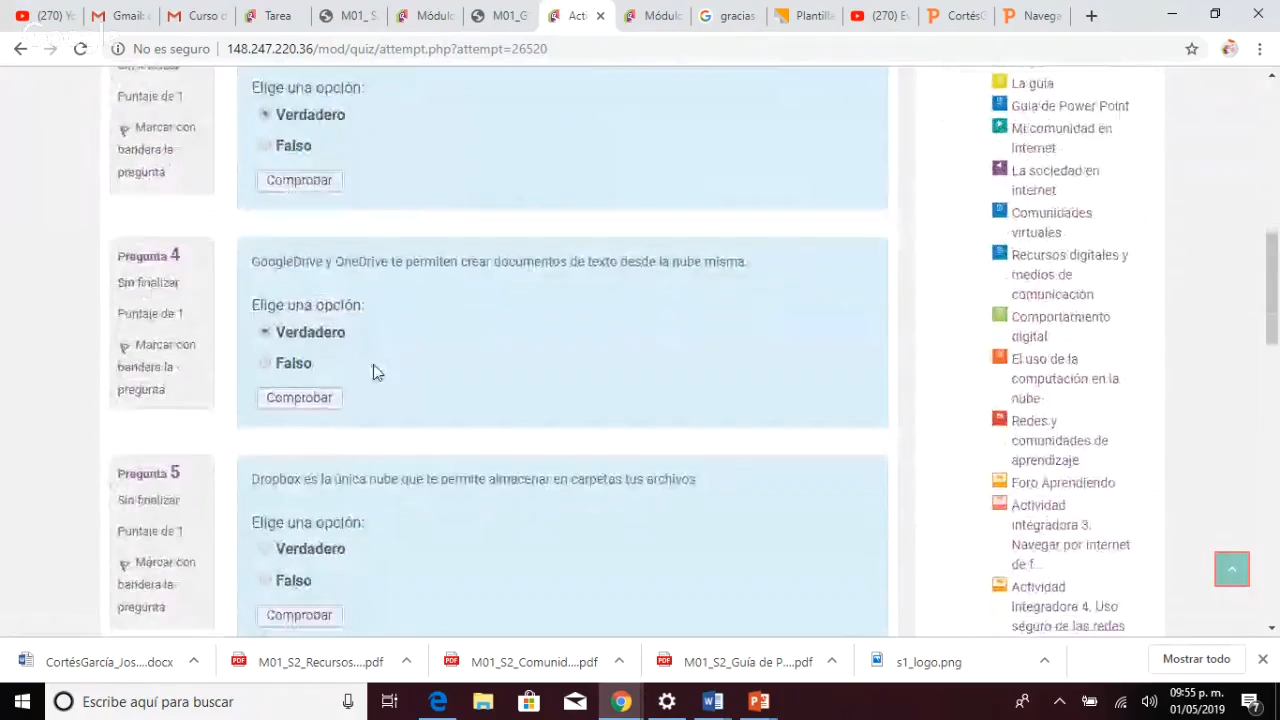 (270) Y
Gmail:
Curso d
Tarea
M01_S
Módulo
M01_G
Acti
Módulo
gracias
Plantilla
(270) E
CortésG
Navega
No es seguro
148.247.220.36/mod/quiz/attempt.php?attempt=26520
Puntaje de 1
Marcar con
bandera la
pregunta
Elige una opción:
Verdadero
Falso
Comprobar
Pregunta 4
Sin finalizar
Puntaje de 1
Marcar con
bandera la
pregunta
GoogleDrive y OneDrive te permiten crear documentos de texto desde la nube misma.
Elige una opción:
Verdadero
Falso
Comprobar
Pregunta 5
Sin finalizar
Puntaje de 1
Marcar con
bandera la
pregunta
Dropbox es la única nube que te permite almacenar en carpetas tus archivos
Elige una opción:
Verdadero
Falso
Comprobar
La guía
Guía de Power Point
Mi comunidad en
Internet
La sociedad en
internet
Comunidades
virtuales
Recursos digitales y
medios de
comunicación
Comportamiento
digital
El uso de la
computación en la
nube
Redes y
comunidades de
aprendizaje
Foro Aprendiendo
Actividad
integradora 3.
Navegar por internet
de f...
Actividad
Integradora 4. Uso
seguro de las redes
CortésGarcía_Jos....docx
M01_S2_Recursos....pdf
M01_S2_Comunid....pdf
M01_S2_Guía de P....pdf
s1_logo.png
Mostrar todo
Escribe aquí para buscar
09:55 p. m.
01/05/2019
7